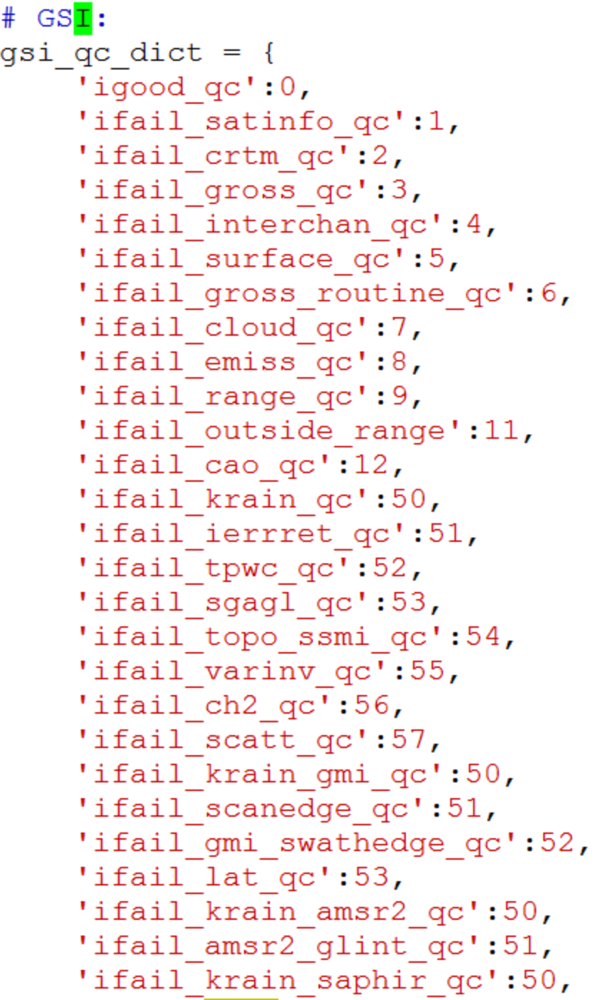 # GSI:
gsi_qc_dict = {
'igood_qc':0,
'ifail_satinfo_qc':1,
'ifail_crtm_qc':2,
'ifail_gross_qc':3,
'ifail_interchan_qc':4,
'ifail_surface_qc':5,
'ifail_gross_routine_qc':6,
'ifail_cloud_qc':7,
'ifail_emiss_qc':8,
'ifail_range_qc':9,
'ifail_outside_range':11,
'ifail_cao_qc':12,
'ifail_krain_qc':50,
'ifail_ierrret_qc':51,
'ifail_tpwc_qc':52,
'ifail_sgagl_qc':53,
'ifail_topo_ssmi_qc':54,
'ifail_varinv_qc':55,
'ifail_ch2_qc':56,
'ifail_scatt_qc':57,
'ifail_krain_gmi_qc':50,
'ifail_scanedge_qc':51,
'ifail_gmi_swathedge_qc':52,
'ifail_lat_qc':53,
'ifail_krain_amsr2_qc':50,
'ifail_amsr2_glint_qc':51,
'ifail_krain_saphir_qc':50,